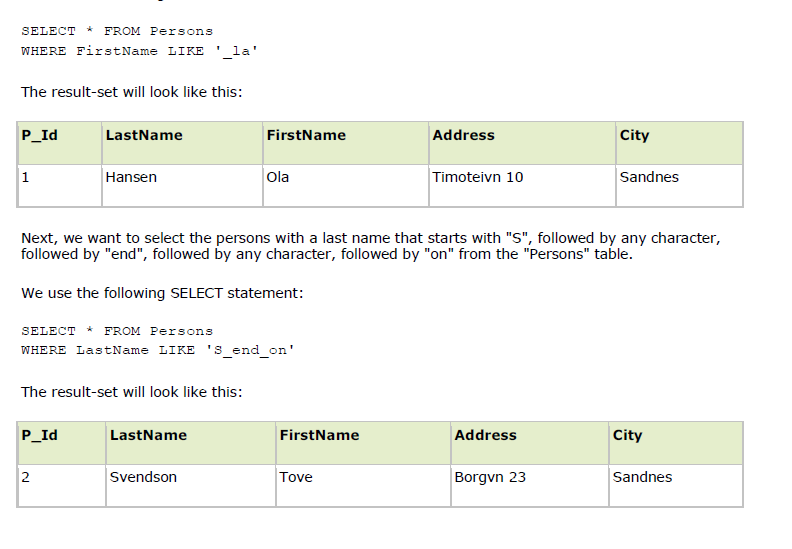 SELECT * FROM Persons
WHERE FirstName LIKE '_la'
The result-set will look like this:
P_Id LastName FirstName Address City
1 Hansen Ola Timoteivn 10 Sandnes
Next, we want to select the persons with a last name that starts with "S", followed by any character,
followed by "end", followed by any character, followed by "on" from the "Persons" table.
We use the following SELECT statement:
SELECT * FROM Persons
WHERE LastName LIKE 'S_end_on'
The result-set will look like this:
P_Id LastName FirstName Address City
2 Svendson Tove Borgvn 23 Sandnes